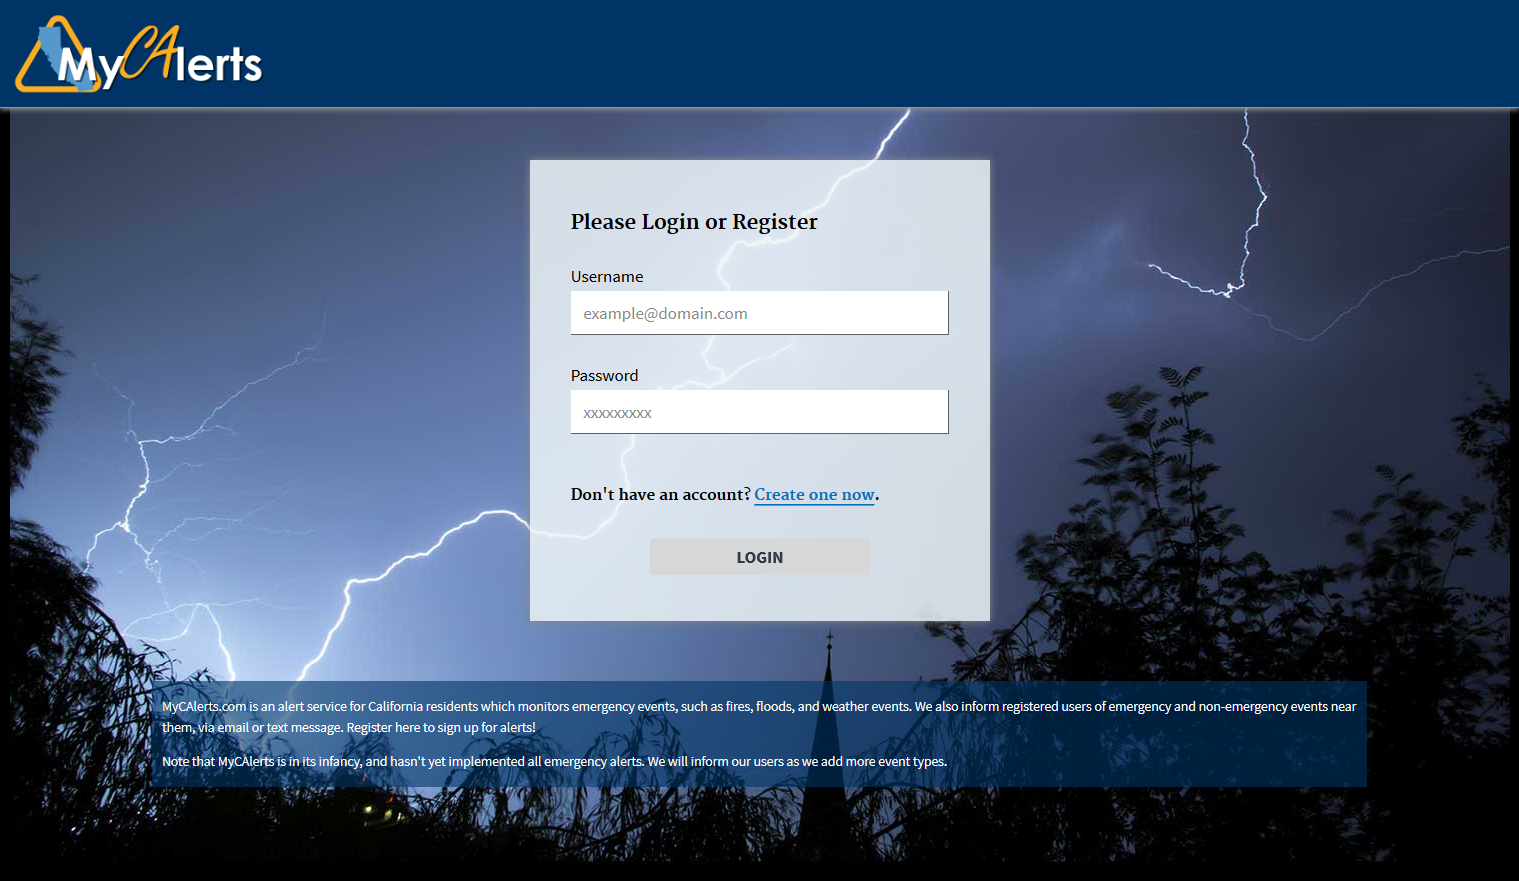 MyCAlerts
Please Login or Register
Username
example@domain.com
Password
xxxxxxxxx
Don't have an account? Create one now.
LOGIN
MyCAlerts.com is an alert service for California residents which monitors emergency events, such as fires, floods, and weather events. We also inform registered users of emergency and non-emergency events near
them, via email or text message. Register here to sign up for alerts!
Note that MyCAlerts is in its infancy, and hasn't yet implemented all emergency alerts. We will inform our users as we add more event types.